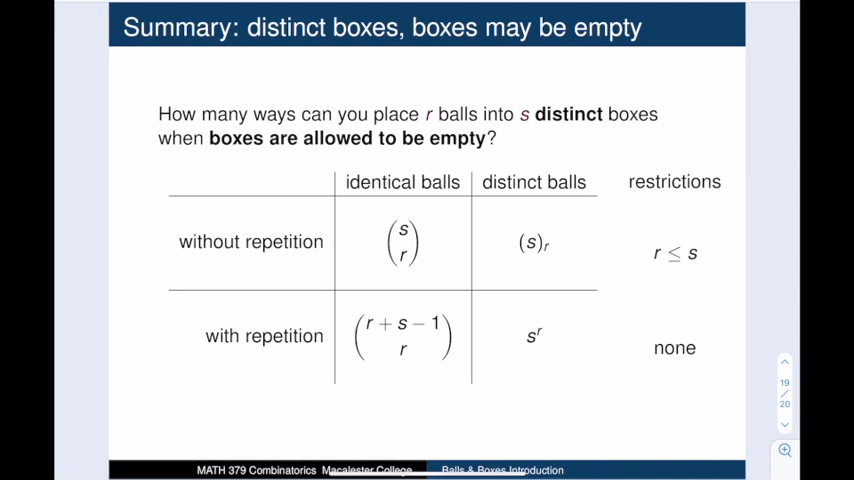 Summary: distinct boxes, boxes may be empty
How many ways can you place r balls into s distinct boxes
when boxes are allowed to be empty?
identical balls distinct balls restrictions
without repetition (s r) (s)ᵣ r ≤ s
with repetition (r + s − 1 r) sʳ none
19
/
20
MATH 379 Combinatorics Macalester College Balls & Boxes Introduction